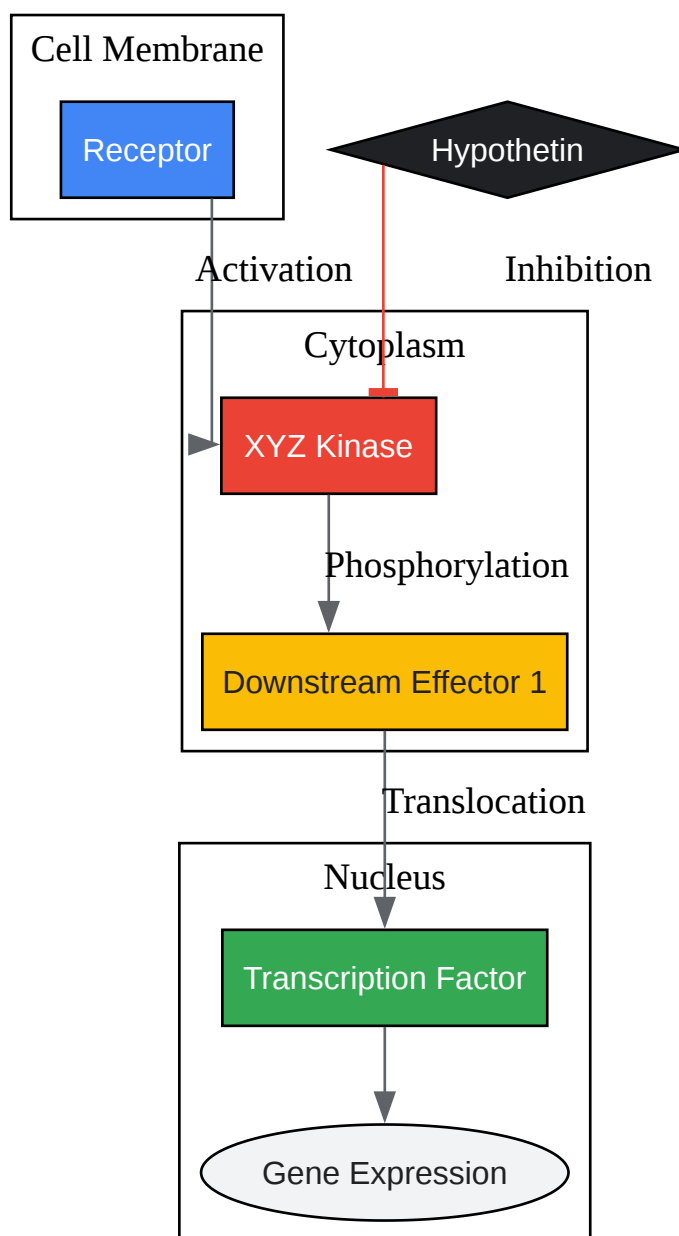 Cell Membrane
Receptor
Hypothetin
Activation
Inhibition
Cytoplasm
XYZ Kinase
Phosphorylation
Downstream Effector 1
Translocation
Nucleus
Transcription Factor
Gene Expression